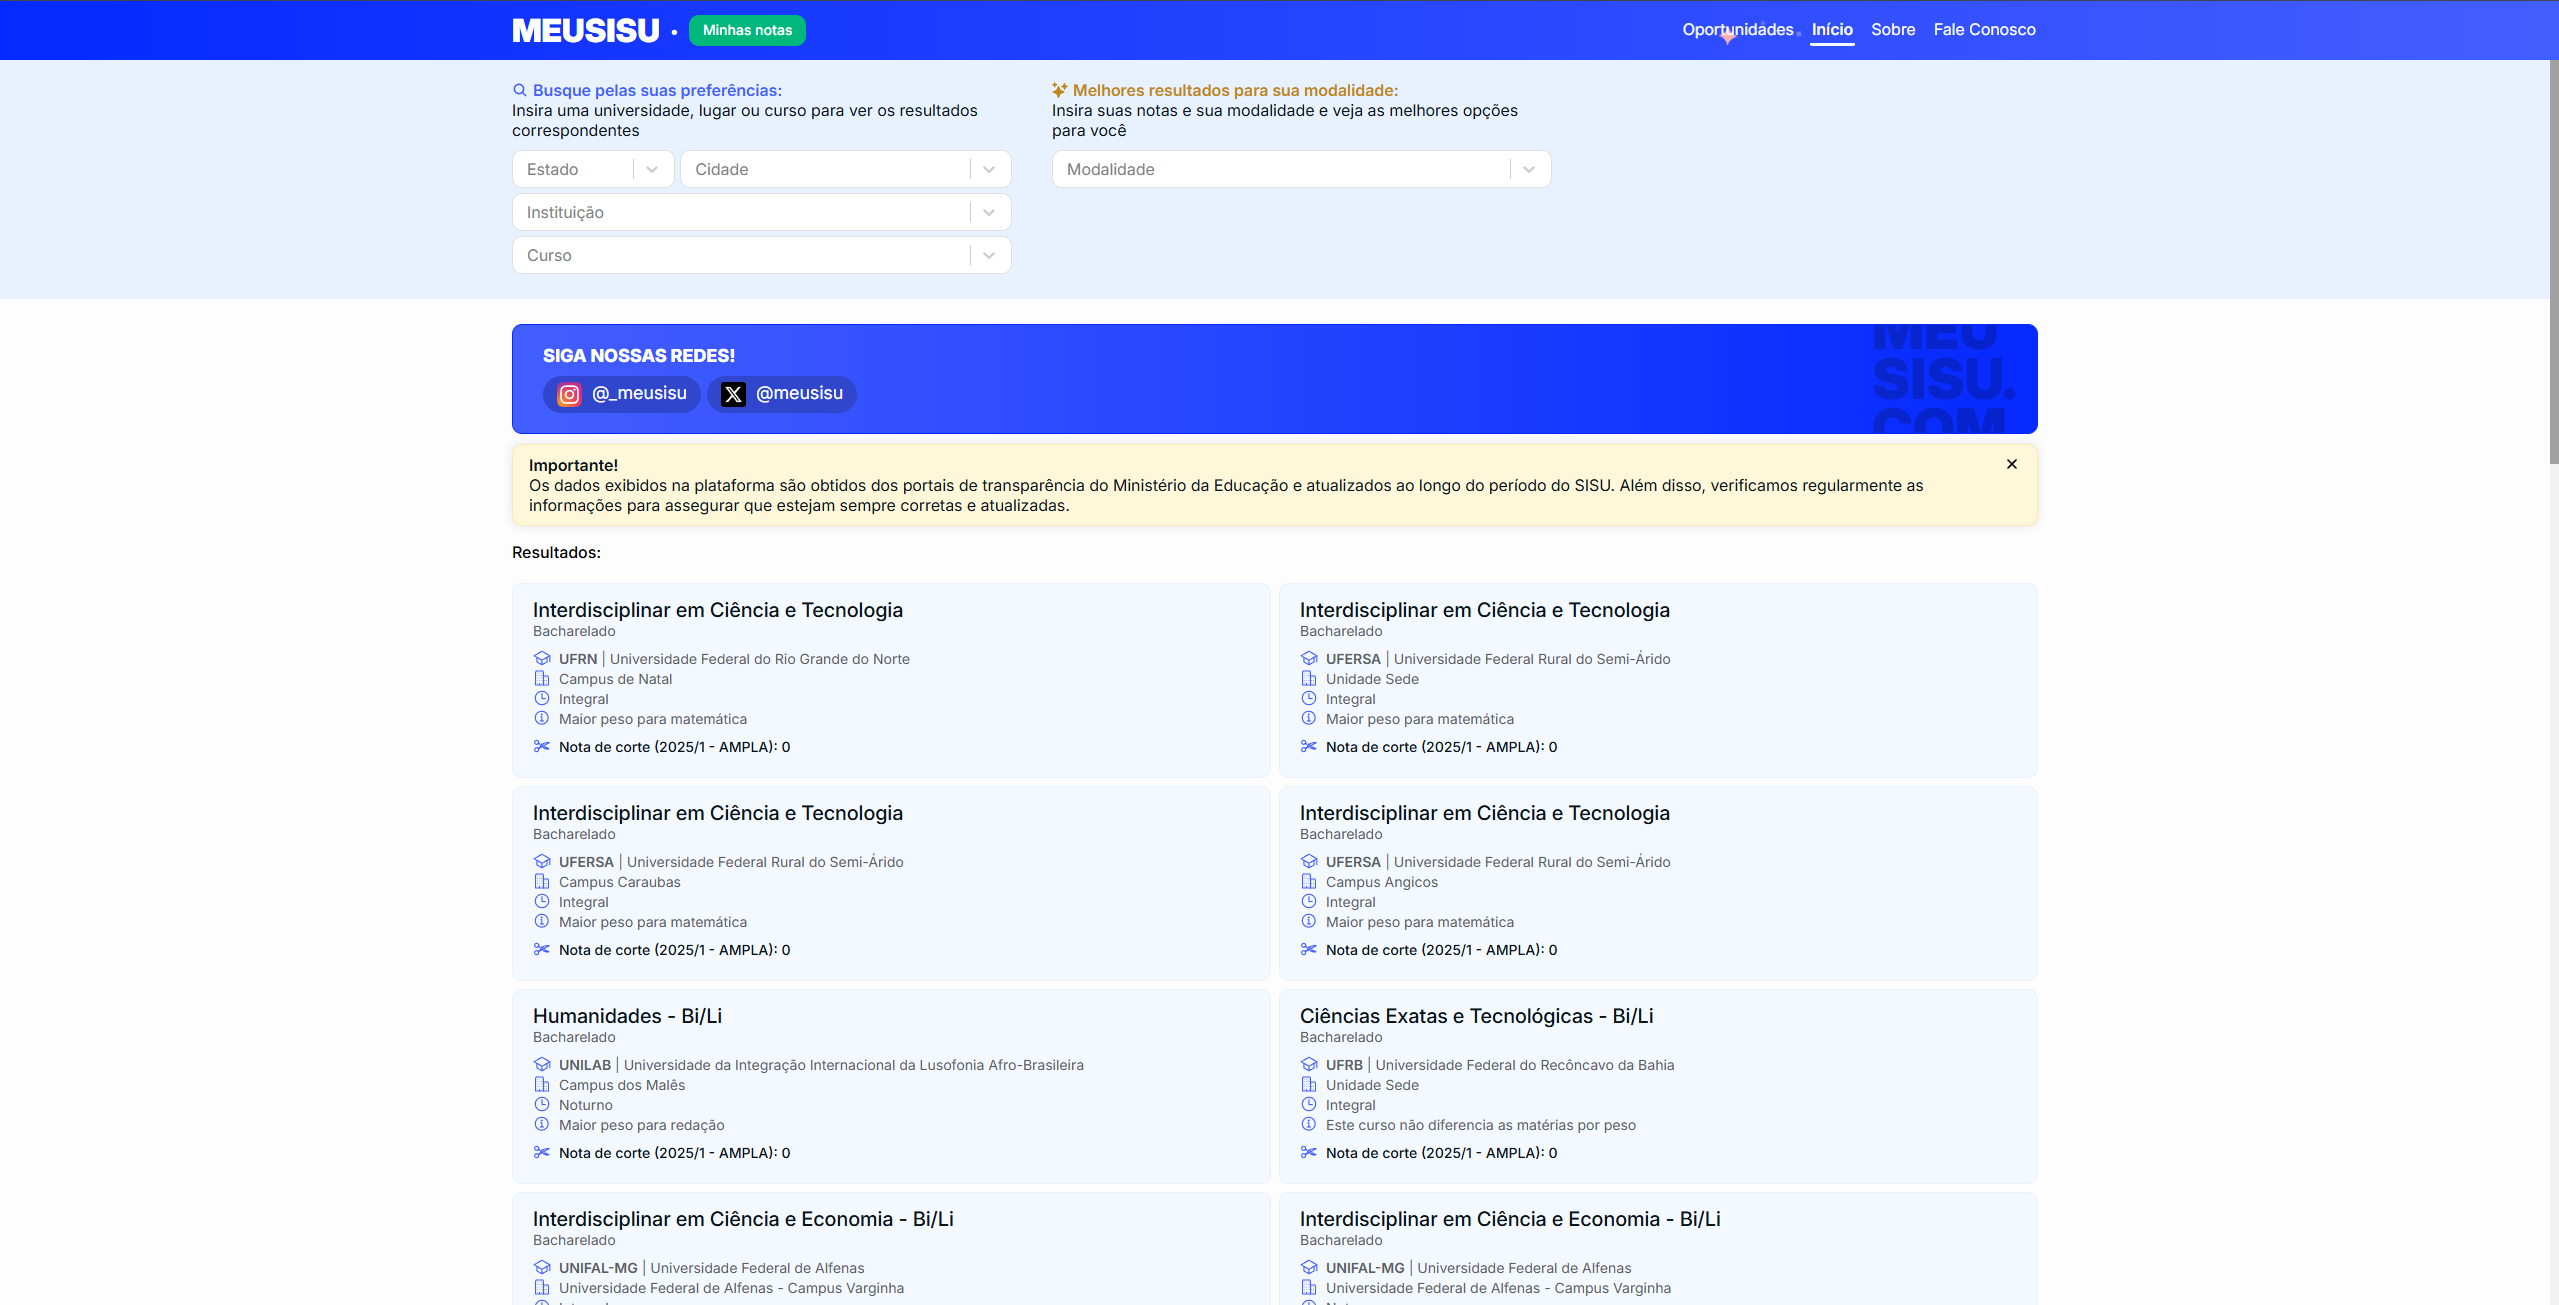 MEUSISU • Minhas notas
Oportunidades Início Sobre Fale Conosco
Busque pelas suas preferências:
Insira uma universidade, lugar ou curso para ver os resultados
correspondentes
Estado
Cidade
Instituição
Curso
Melhores resultados para sua modalidade:
Insira suas notas e sua modalidade e veja as melhores opções
para você
Modalidade
SIGA NOSSAS REDES!
@_meusisu
@meusisu
MEU
SISU.
COM
Importante!
Os dados exibidos na plataforma são obtidos dos portais de transparência do Ministério da Educação e atualizados ao longo do período do SISU. Além disso, verificamos regularmente as
informações para assegurar que estejam sempre corretas e atualizadas.
Resultados:
Interdisciplinar em Ciência e Tecnologia
Bacharelado
UFRN | Universidade Federal do Rio Grande do Norte
Campus de Natal
Integral
Maior peso para matemática
Nota de corte (2025/1 - AMPLA): 0
Interdisciplinar em Ciência e Tecnologia
Bacharelado
UFERSA | Universidade Federal Rural do Semi-Árido
Unidade Sede
Integral
Maior peso para matemática
Nota de corte (2025/1 - AMPLA): 0
Interdisciplinar em Ciência e Tecnologia
Bacharelado
UFERSA | Universidade Federal Rural do Semi-Árido
Campus Caraubas
Integral
Maior peso para matemática
Nota de corte (2025/1 - AMPLA): 0
Interdisciplinar em Ciência e Tecnologia
Bacharelado
UFERSA | Universidade Federal Rural do Semi-Árido
Campus Angicos
Integral
Maior peso para matemática
Nota de corte (2025/1 - AMPLA): 0
Humanidades - Bi/Li
Bacharelado
UNILAB | Universidade da Integração Internacional da Lusofonia Afro-Brasileira
Campus dos Malês
Noturno
Maior peso para redação
Nota de corte (2025/1 - AMPLA): 0
Ciências Exatas e Tecnológicas - Bi/Li
Bacharelado
UFRB | Universidade Federal do Recôncavo da Bahia
Unidade Sede
Integral
Este curso não diferencia as matérias por peso
Nota de corte (2025/1 - AMPLA): 0
Interdisciplinar em Ciência e Economia - Bi/Li
Bacharelado
UNIFAL-MG | Universidade Federal de Alfenas
Universidade Federal de Alfenas - Campus Varginha
Interdisciplinar em Ciência e Economia - Bi/Li
Bacharelado
UNIFAL-MG | Universidade Federal de Alfenas
Universidade Federal de Alfenas - Campus Varginha